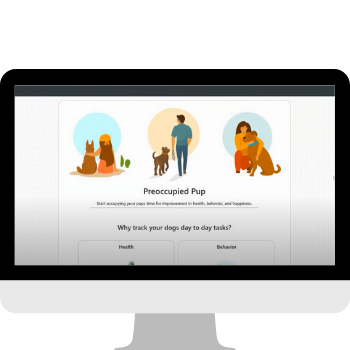 Preoccupied Pup
Start occupying your pups time for improvement in health, behavior, and happiness.
Why track your dogs day to day tasks?
Health
Behavior